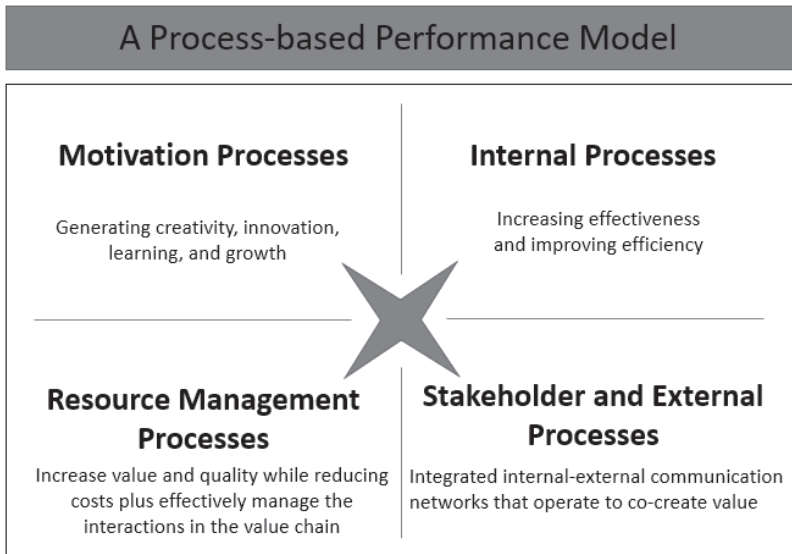 A Process-based Performance Model
Motivation Processes
Generating creativity, innovation,
learning, and growth
Internal Processes
Increasing effectiveness
and improving efficiency
Resource Management
Processes
Increase value and quality while reducing
costs plus effectively manage the
interactions in the value chain
Stakeholder and External
Processes
Integrated internal-external communication
networks that operate to co-create value